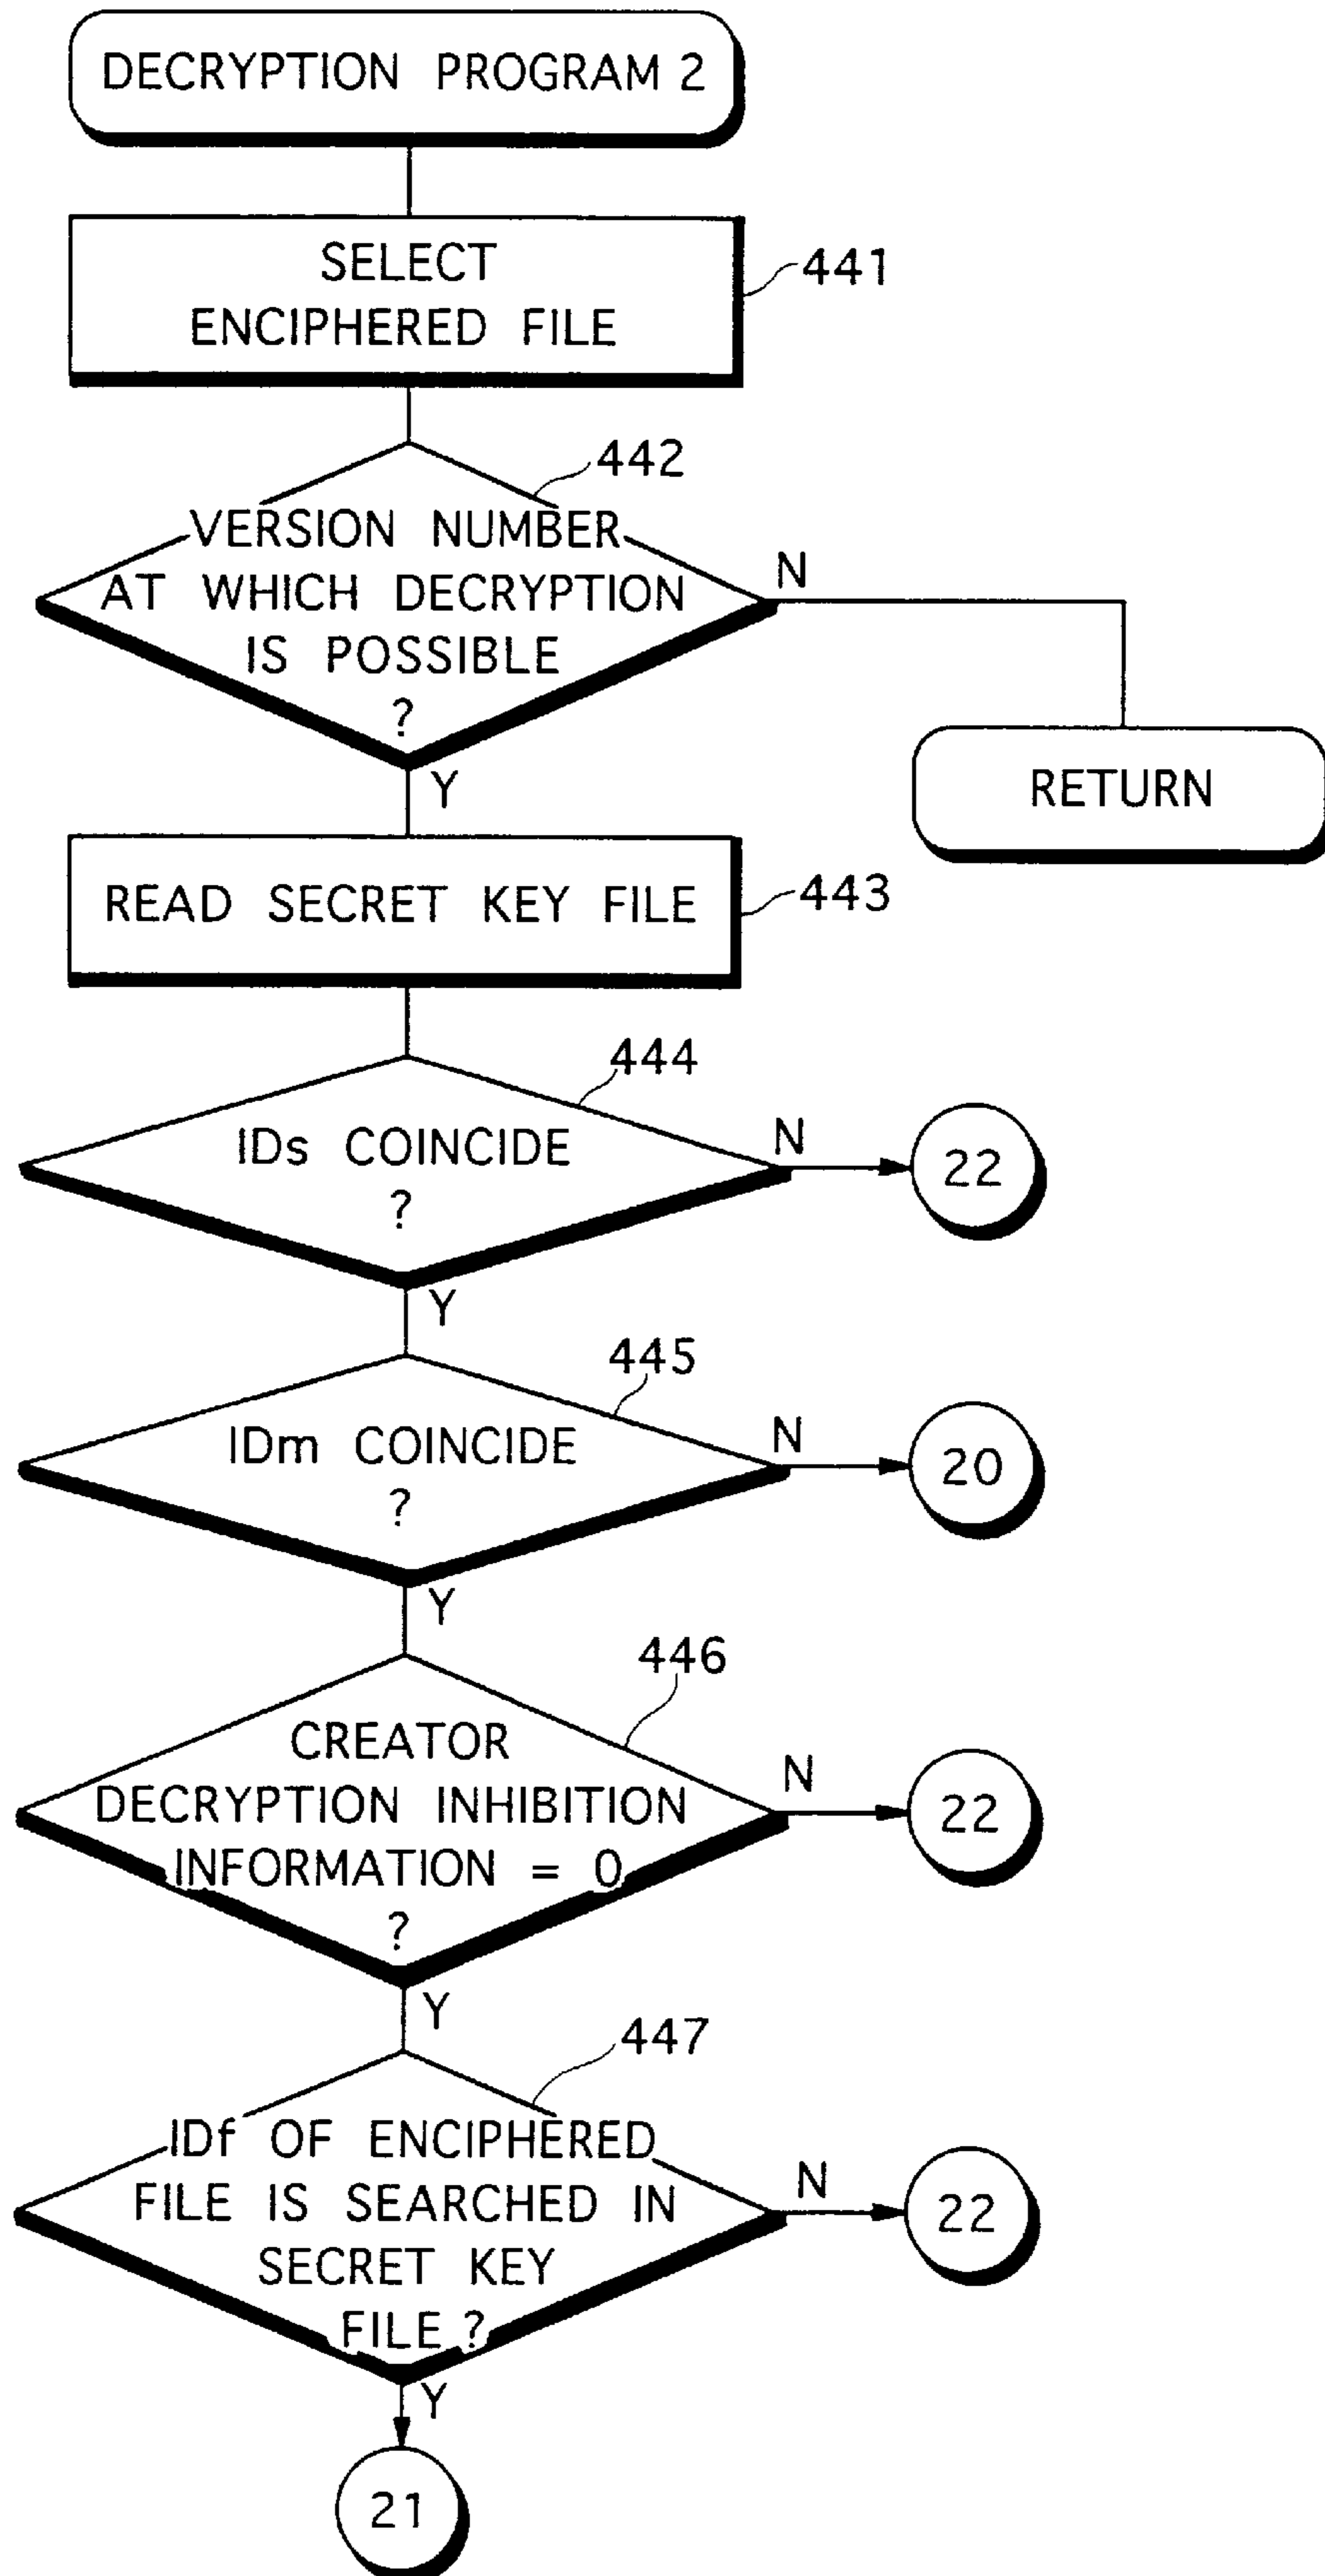 DECRYPTION PROGRAM 2
SELECT
ENCIPHERED FILE
441
442
VERSION NUMBER
AT WHICH DECRYPTION
IS POSSIBLE
?
N
Y
RETURN
READ SECRET KEY FILE
443
444
IDs COINCIDE
?
N
22
Y
445
IDm COINCIDE
?
N
20
Y
446
CREATOR
DECRYPTION INHIBITION
INFORMATION = 0
?
N
22
Y
447
IDf OF ENCIPHERED
FILE IS SEARCHED IN
SECRET KEY
FILE ?
N
22
Y
21